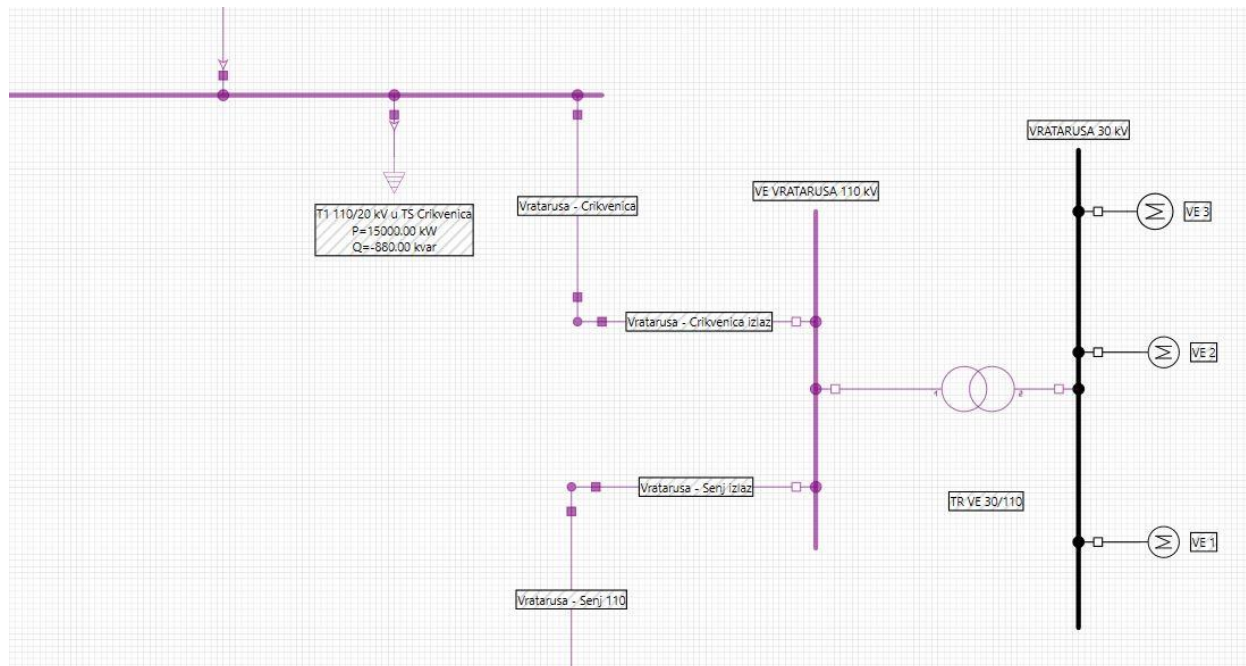 VRATARUSA 30 kV
VE VRATARUSA 110 kV
Vratarusa - Crikvenica
T1 110/20 kV u TS Crikvenica
P=15000.00 kW
Q=-880.00 kvar
VE 3
Vratarusa - Crikvenica izlaz
VE 2
1
2
Vratarusa - Senj izlaz
TR VE 30/110
VE 1
Vratarusa - Senj 110